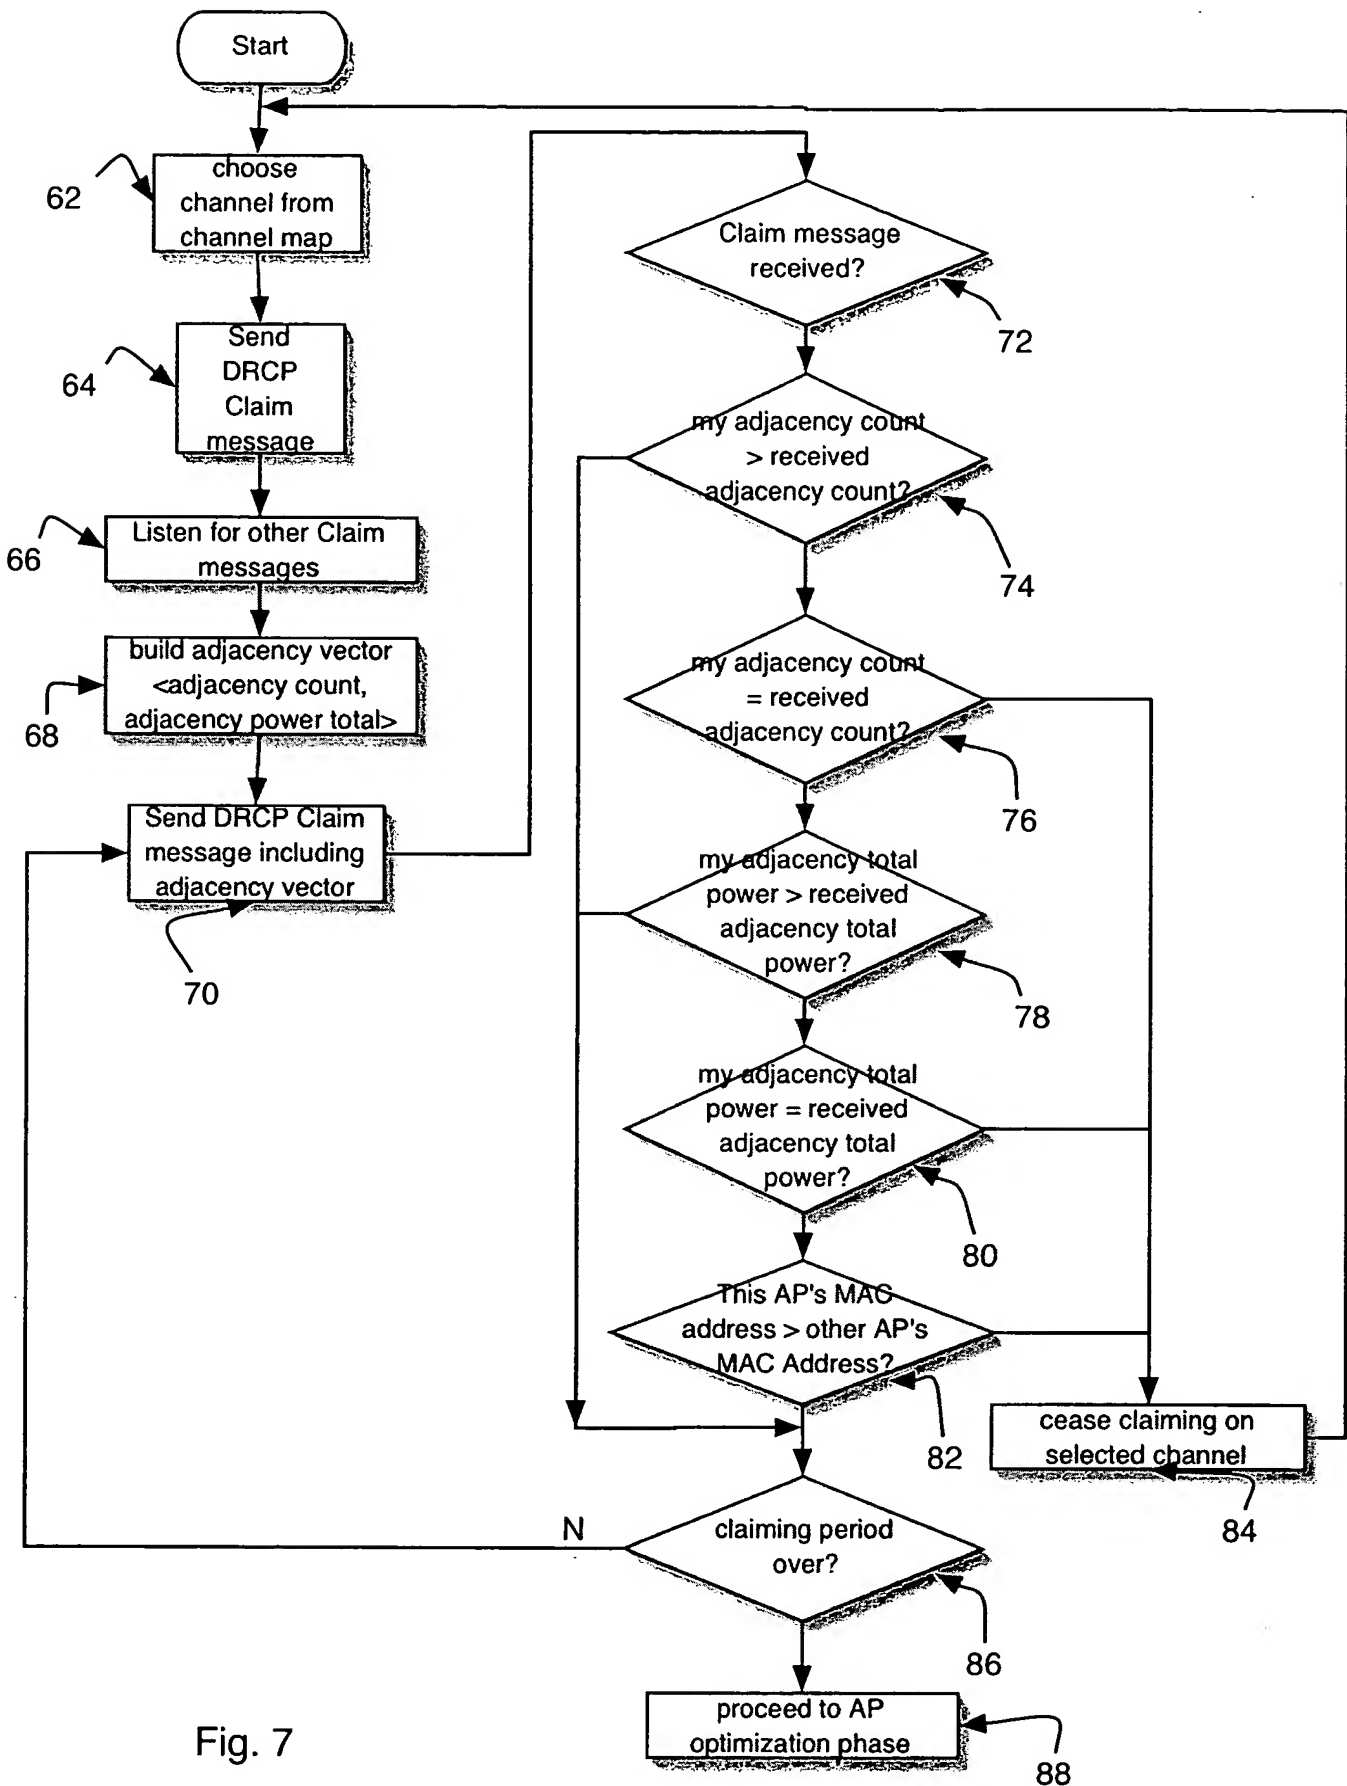 Start
choose
channel from
channel map
62
Send
DRCP
Claim
message
64
Listen for other Claim
messages
66
build adjacency vector
<adjacency count,
adjacency power total>
68
Send DRCP Claim
message including
adjacency vector
70
Claim message
received?
72
my adjacency count
> received
adjacency count?
74
my adjacency count
= received
adjacency count?
76
my adjacency total
power > received
adjacency total
power?
78
my adjacency total
power = received
adjacency total
power?
80
This AP's MAC
address > other AP's
MAC Address?
82
cease claiming on
selected channel
84
claiming period
over?
N
86
proceed to AP
optimization phase
88
Fig. 7